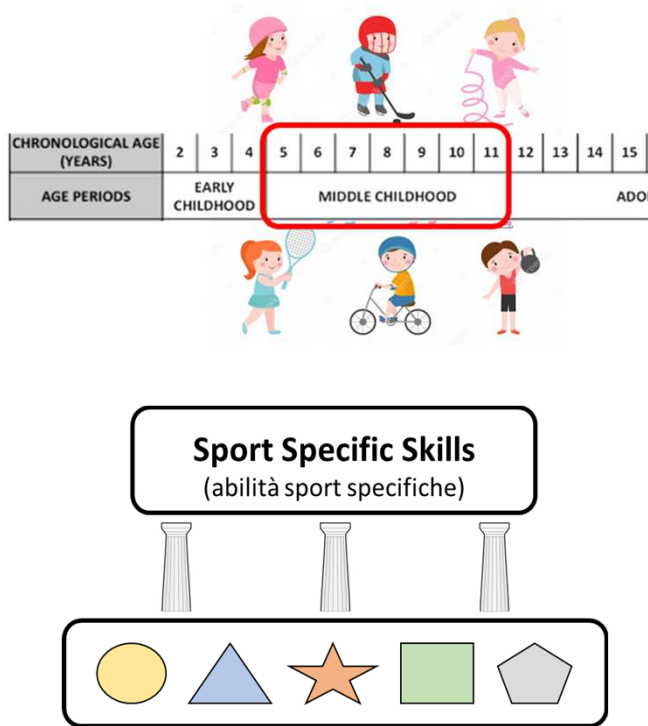 CHRONOLOGICAL AGE
(YEARS)
2 3 4 5 6 7 8 9 10 11 12 13 14 15
AGE PERIODS
EARLY
CHILDHOOD
MIDDLE CHILDHOOD
ADO
Sport Specific Skills
(abilità sport specifiche)